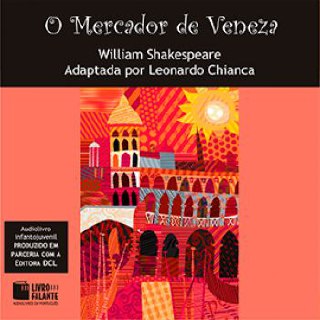 O Mercador de Veneza
William Shakespeare
Adaptada por Leonardo Chianca
Audiolivro
infantojuvenil
PRODUZIDO EM
PARCERIA COM A
EDITORA DCL
LIVRO
FALANTE